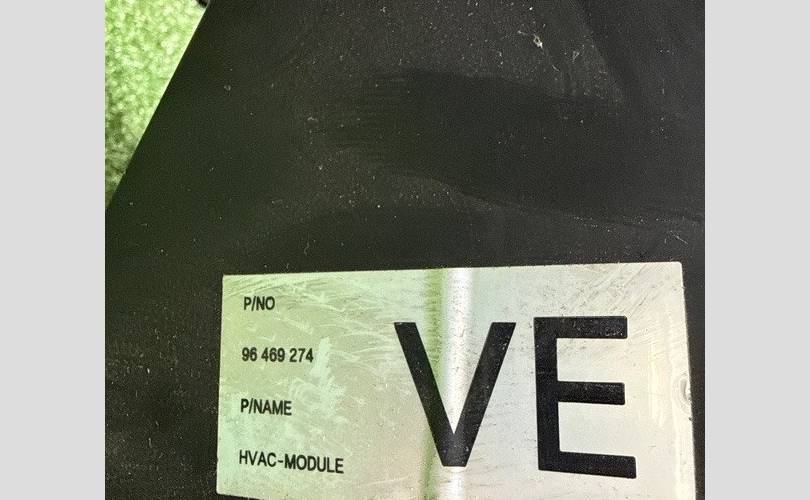 P/NO
96 469 274
P/NAME
HVAC-MODULE
VE